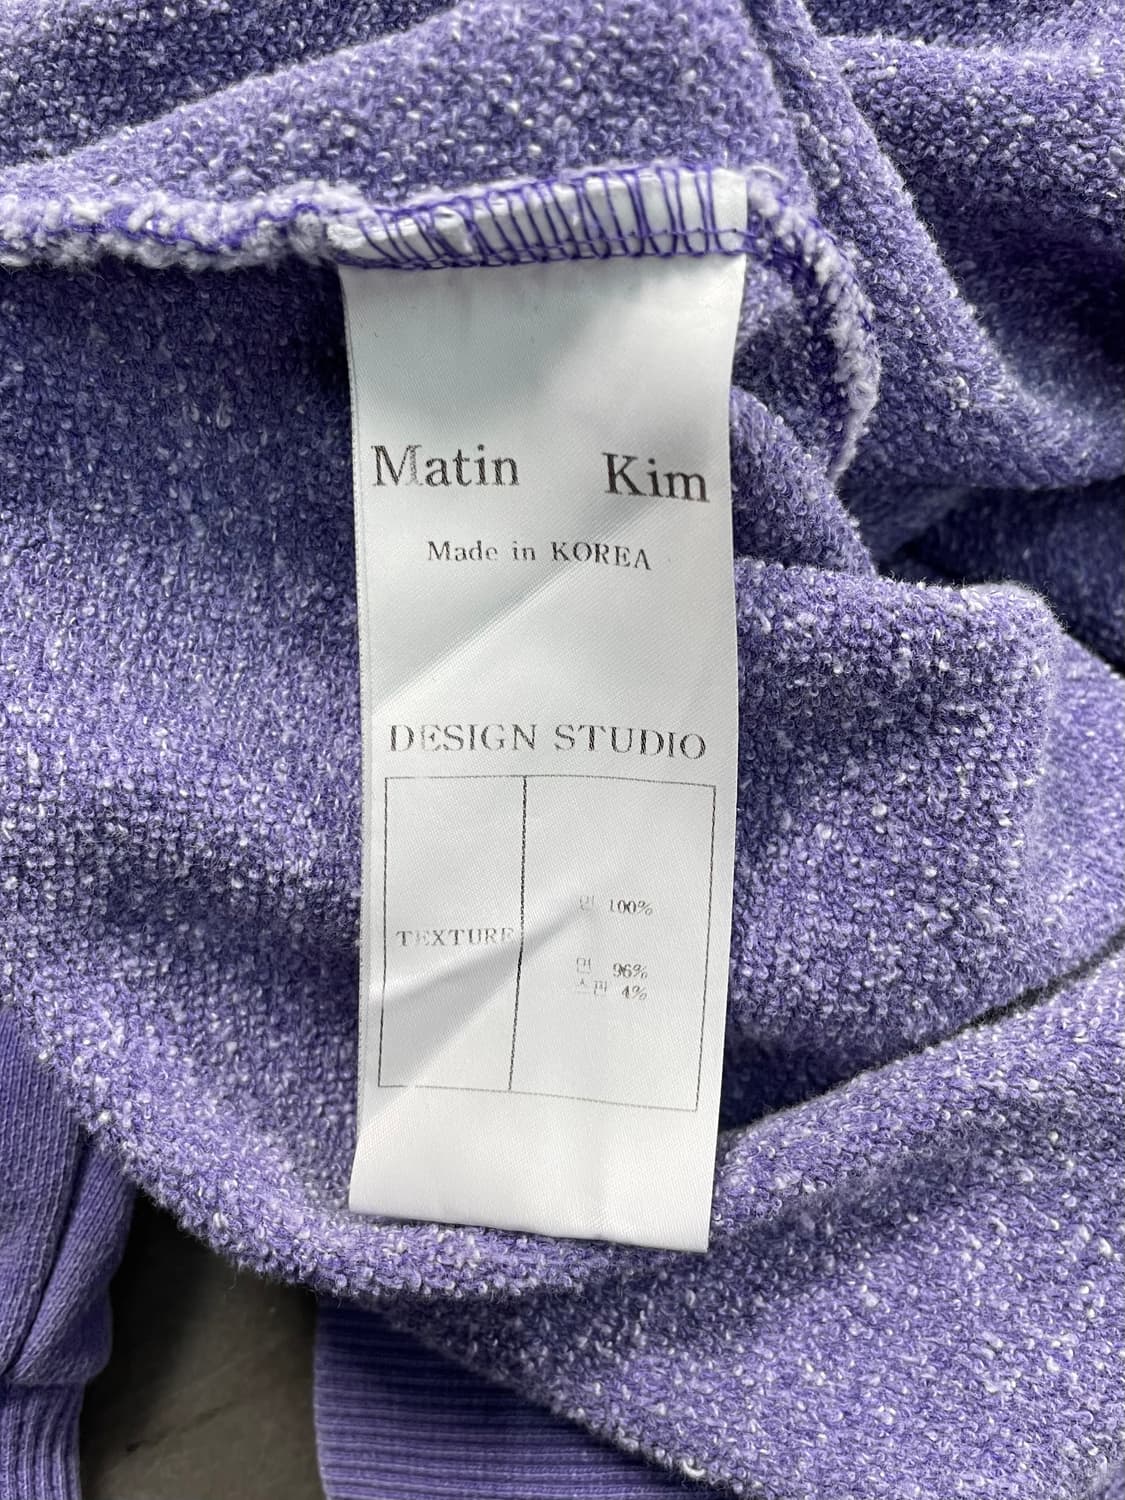 Matin Kim
Made in KOREA
DESIGN STUDIO
TEXTURE
면 100%
면 96%
스판 4%